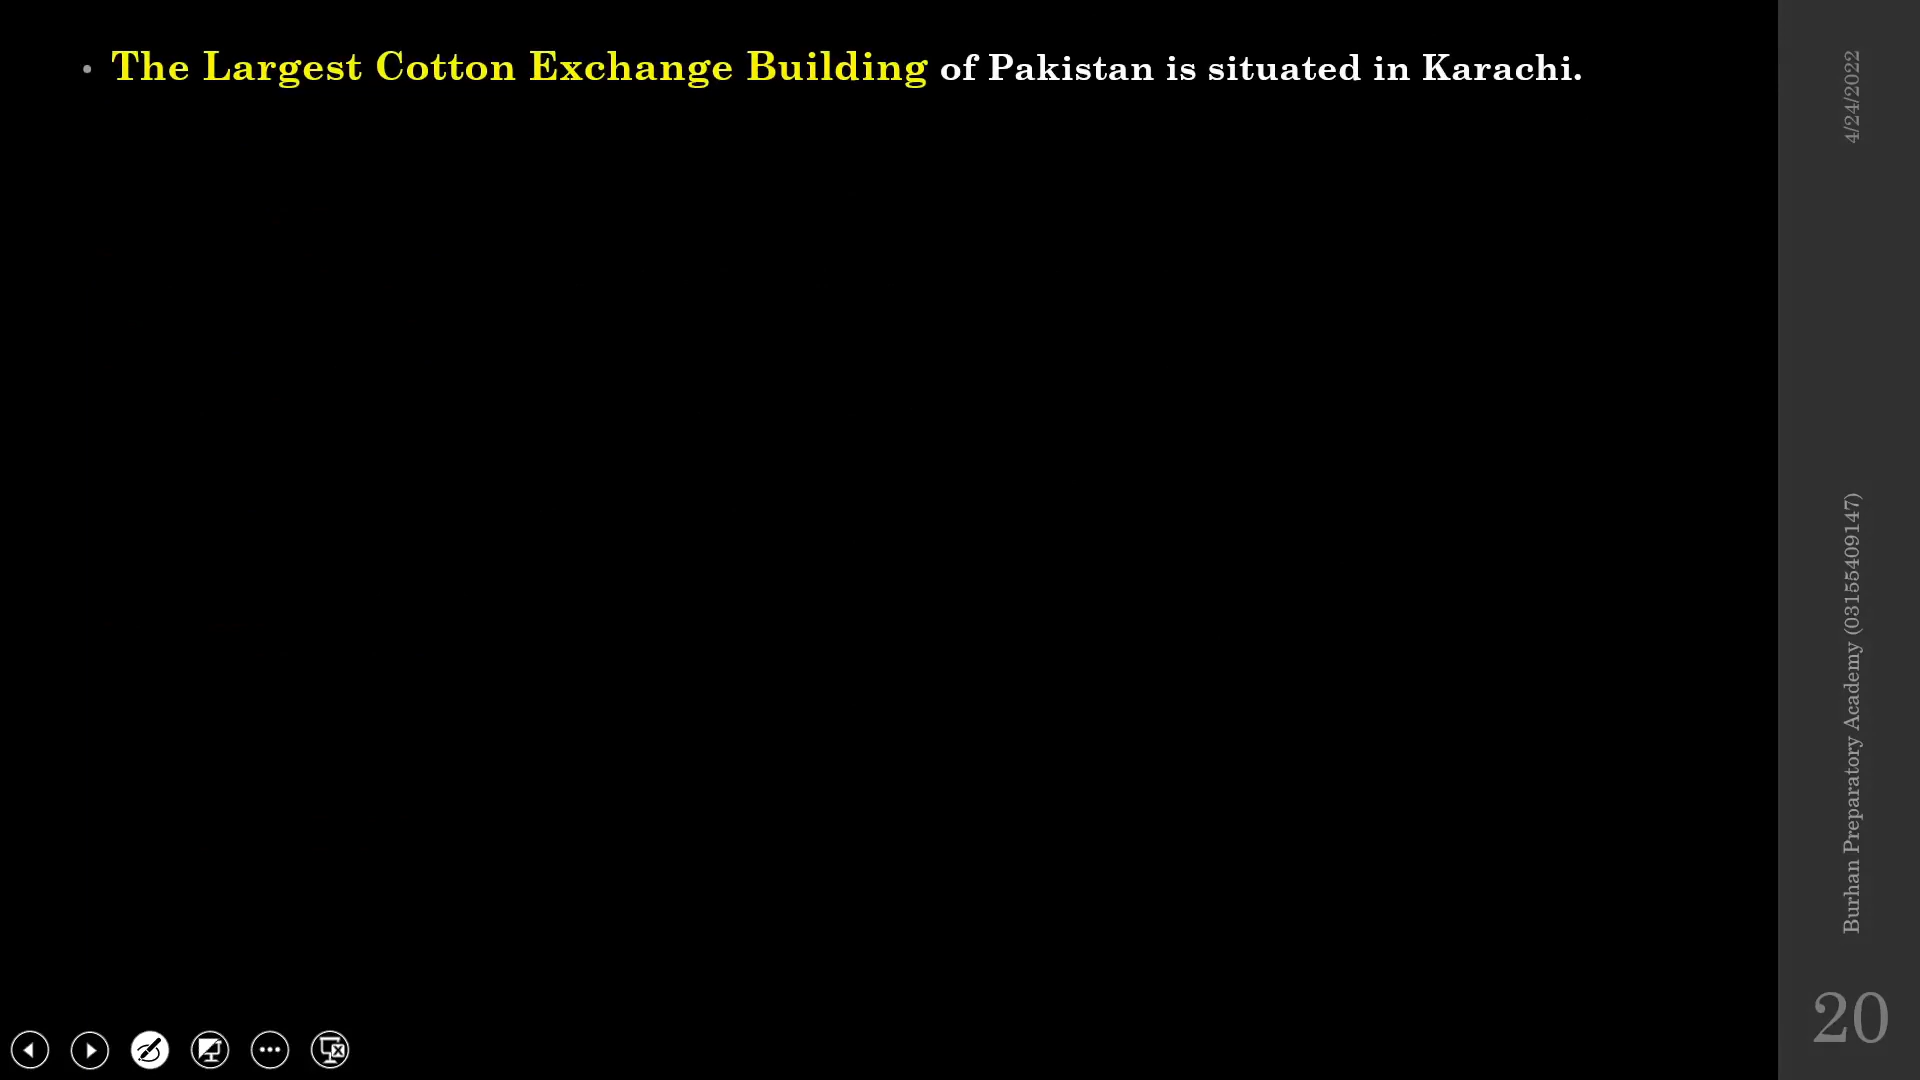 • The Largest Cotton Exchange Building of Pakistan is situated in Karachi.
4/24/2022
Burhan Preparatory Academy (03155409147)
20